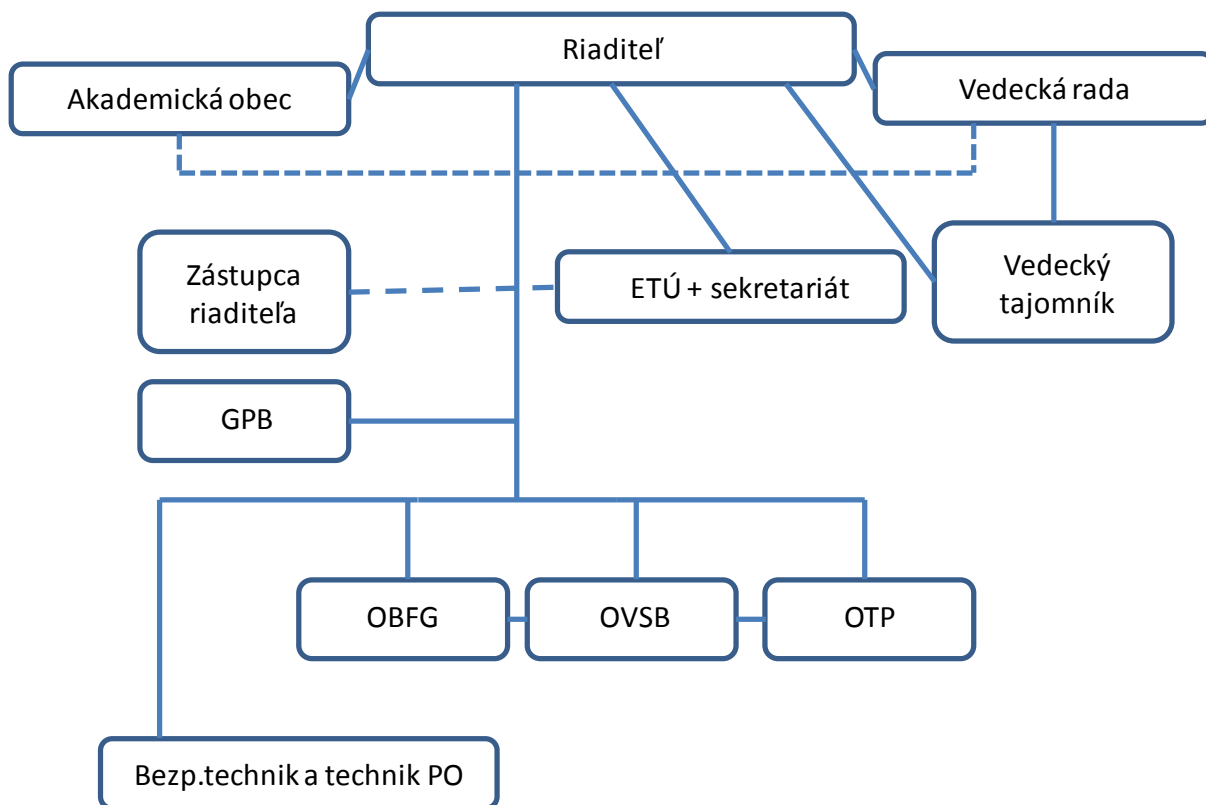 Riaditeľ
Akademická obec
Vedecká rada
Zástupca
riaditeľa
ETÚ + sekretariát
Vedecký
tajomník
GPB
OBFG
OVSB
OTP
Bezp.technik a technik PO